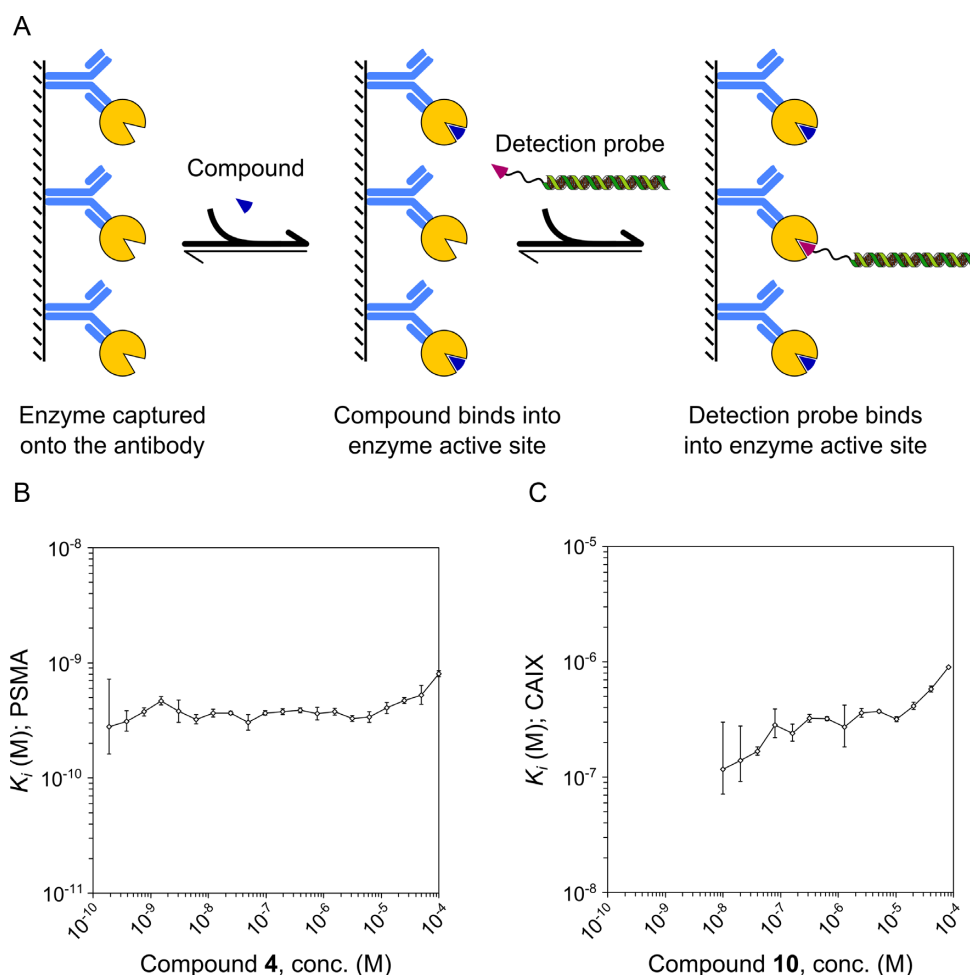 A
Compound
Detection probe
Enzyme captured
onto the antibody
Compound binds into
enzyme active site
Detection probe binds
into enzyme active site
B
K_i (M); PSMA
10^-8
10^-9
10^-10
10^-11
10^-10
10^-9
10^-8
10^-7
10^-6
10^-5
10^-4
Compound 4, conc. (M)
C
K_i (M); CAIX
10^-5
10^-6
10^-7
10^-8
10^-10
10^-9
10^-8
10^-7
10^-6
10^-5
10^-4
Compound 10, conc. (M)